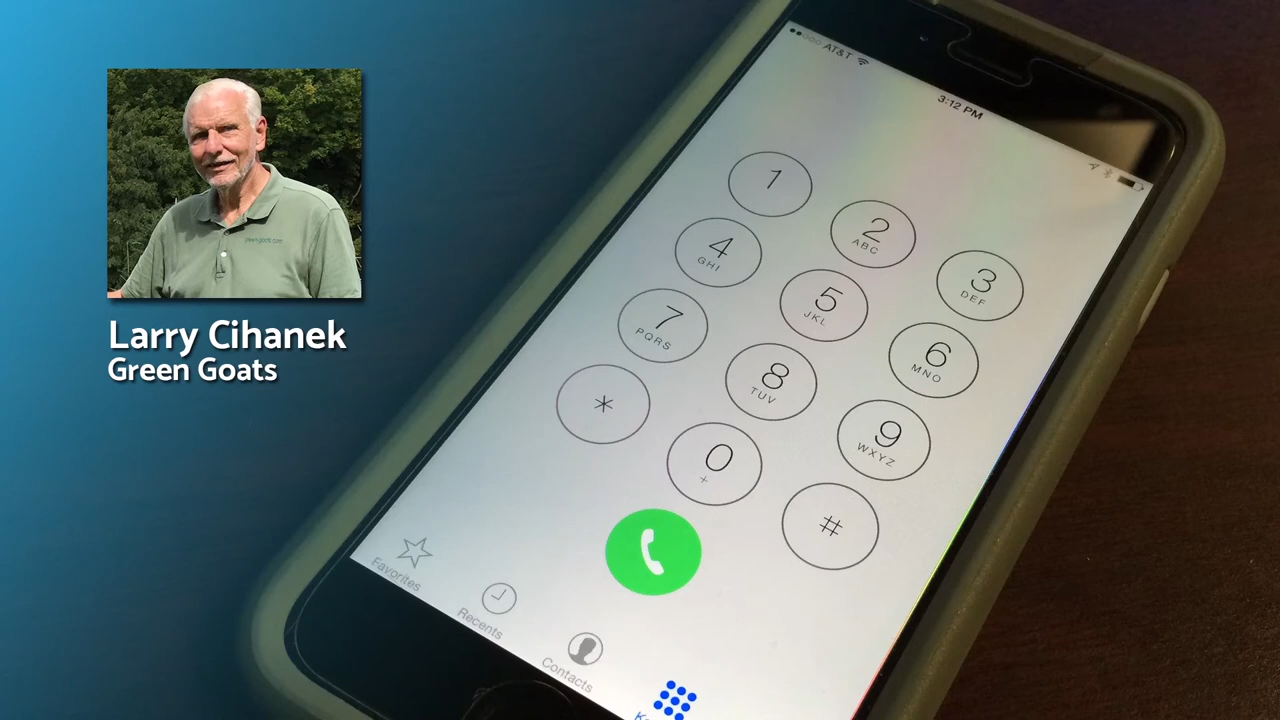 AT&T
3:12 PM
1
2
ABC
3
DEF
4
GHI
5
JKL
6
MNO
7
PQRS
8
TUV
9
WXYZ
*
0
+
#
Favorites
Recents
Contacts
Larry Cihanek
Green Goats